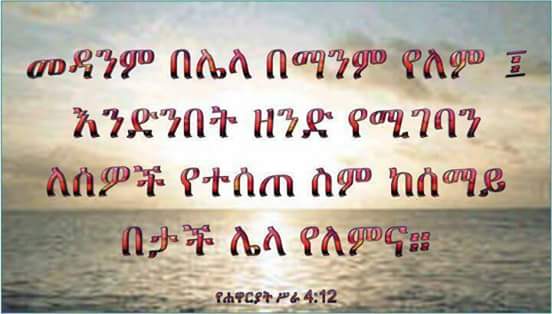 መዳንም በሌላ በማንም የለም ፤
እንድንበት ዘንድ የሚገባን
ለሰዎች የተሰጠ ስም ከሰማይ
በታች ሌላ የለምና።
የሐዋርያት ሥራ 4:12